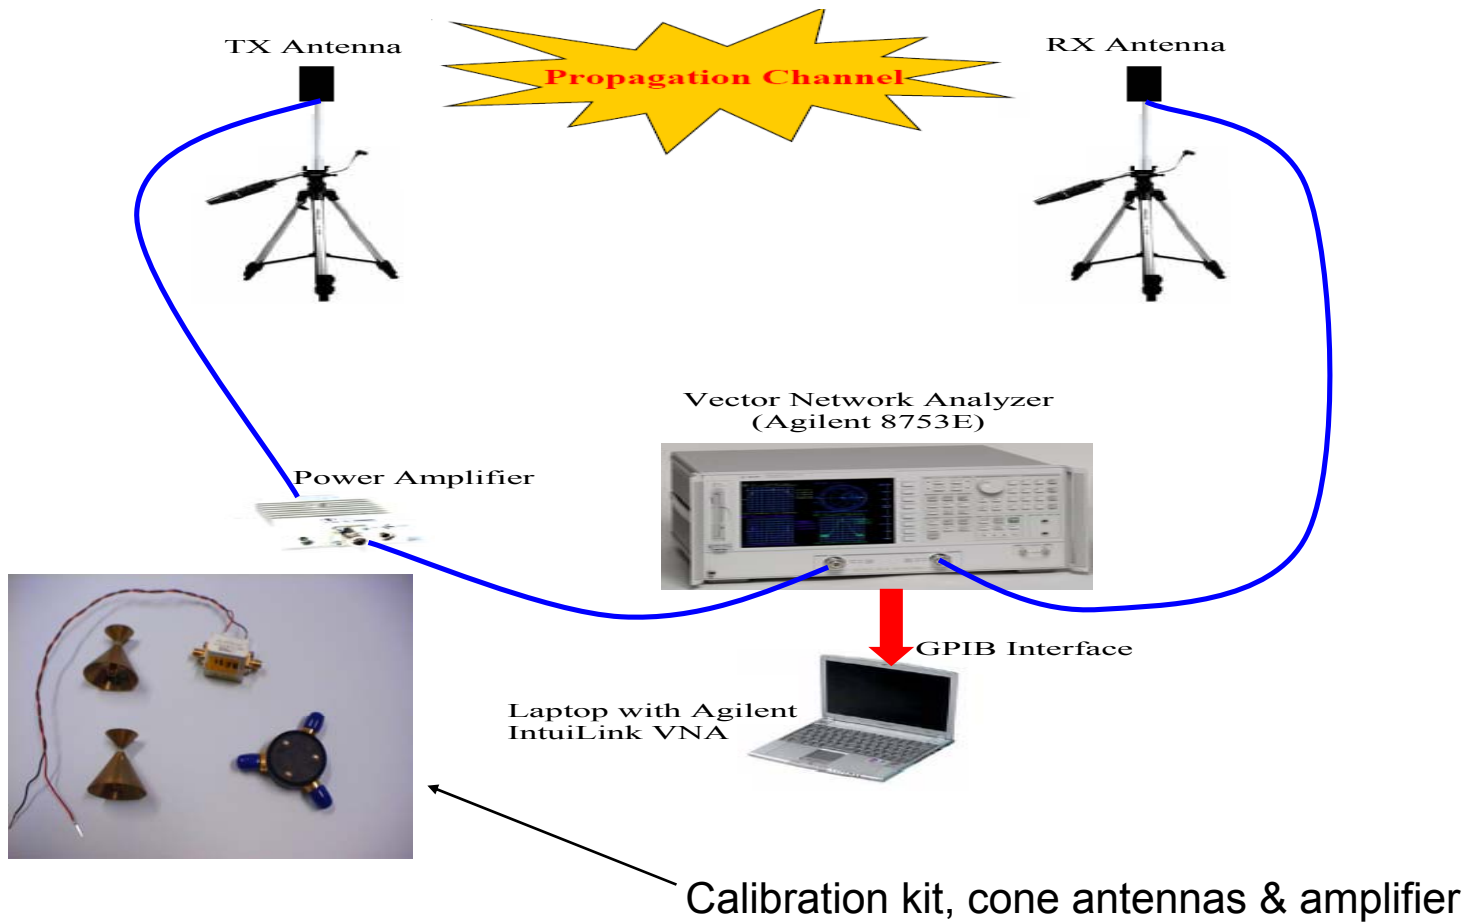 TX Antenna
Propagation Channel
RX Antenna
Vector Network Analyzer
(Agilent 8753E)
Power Amplifier
GPIB Interface
Laptop with Agilent
IntuiLink VNA
Calibration kit, cone antennas & amplifier